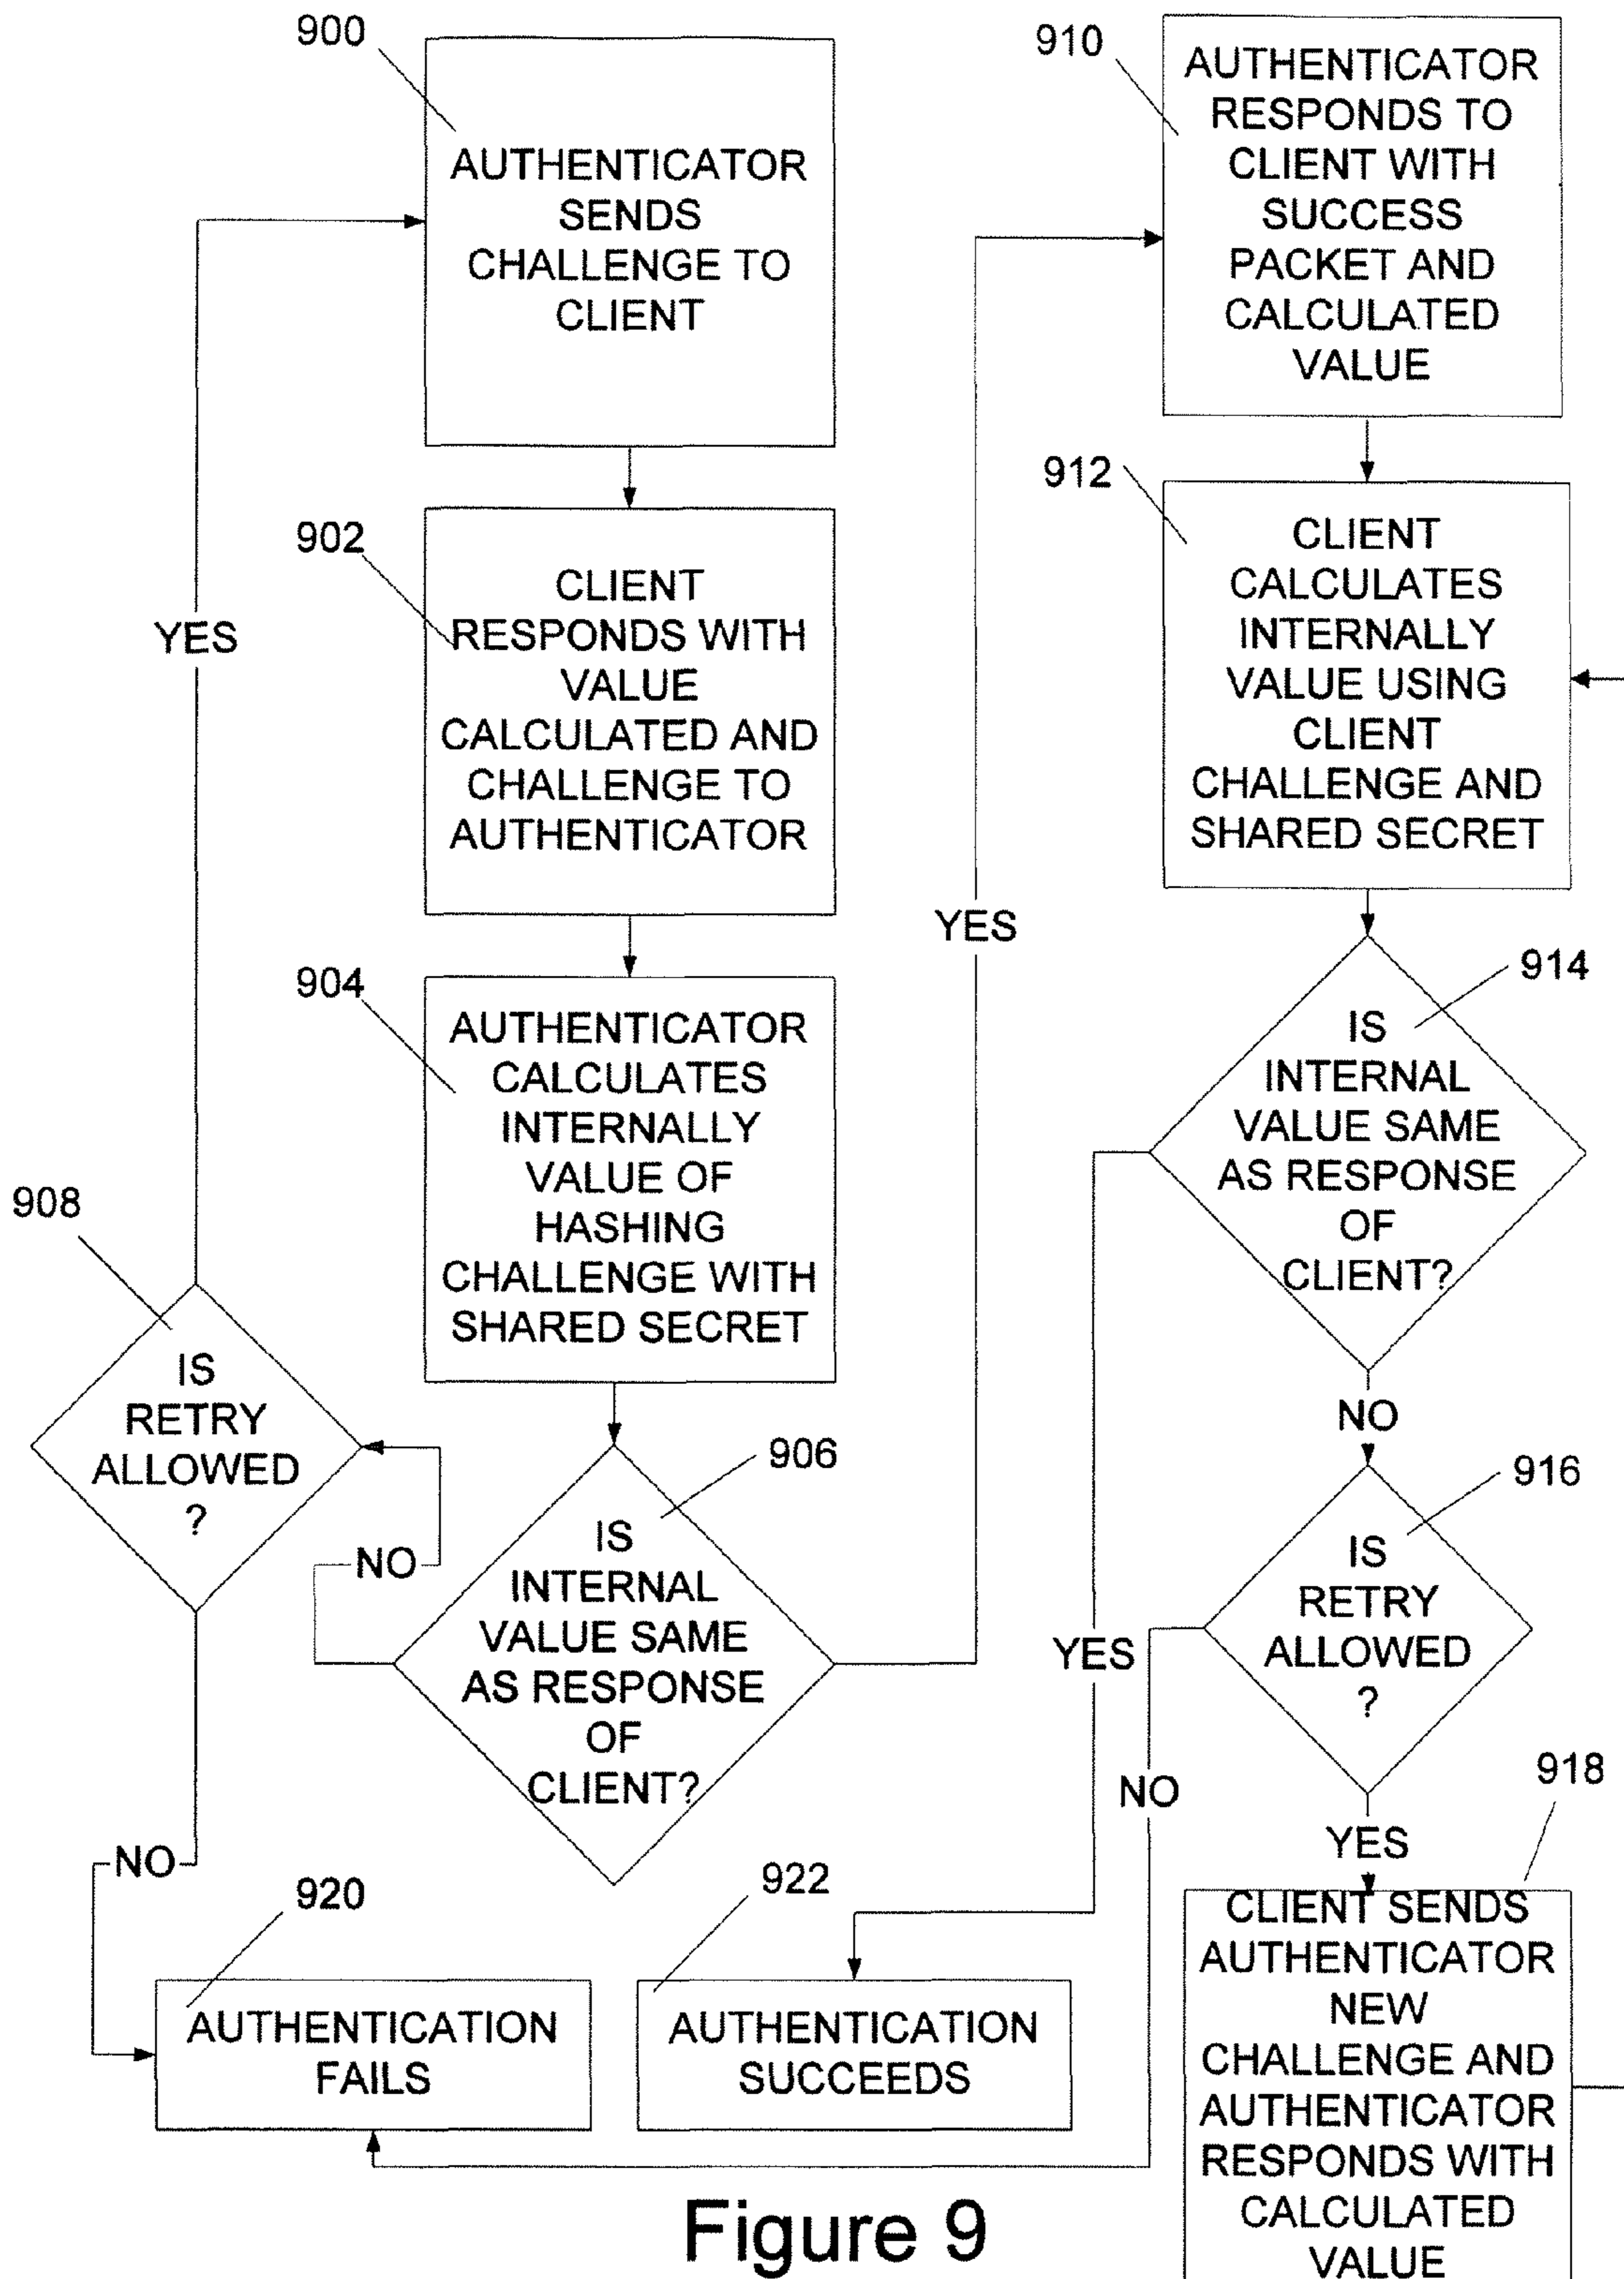 900
AUTHENTICATOR
SENDS
CHALLENGE TO
CLIENT
902
CLIENT
RESPONDS WITH
VALUE
CALCULATED AND
CHALLENGE TO
AUTHENTICATOR
YES
904
AUTHENTICATOR
CALCULATES
INTERNALLY
VALUE OF
HASHING
CHALLENGE WITH
SHARED SECRET
908
IS
RETRY
ALLOWED
?
NO
906
IS
INTERNAL
VALUE SAME
AS RESPONSE
OF
CLIENT?
YES
NO
920
AUTHENTICATION
FAILS
910
AUTHENTICATOR
RESPONDS TO
CLIENT WITH
SUCCESS
PACKET AND
CALCULATED
VALUE
912
CLIENT
CALCULATES
INTERNALLY
VALUE USING
CLIENT
CHALLENGE AND
SHARED SECRET
914
IS
INTERNAL
VALUE SAME
AS RESPONSE
OF
CLIENT?
NO
YES
916
IS
RETRY
ALLOWED
?
NO
YES
918
CLIENT SENDS
AUTHENTICATOR
NEW
CHALLENGE AND
AUTHENTICATOR
RESPONDS WITH
CALCULATED
VALUE
922
AUTHENTICATION
SUCCEEDS
Figure 9